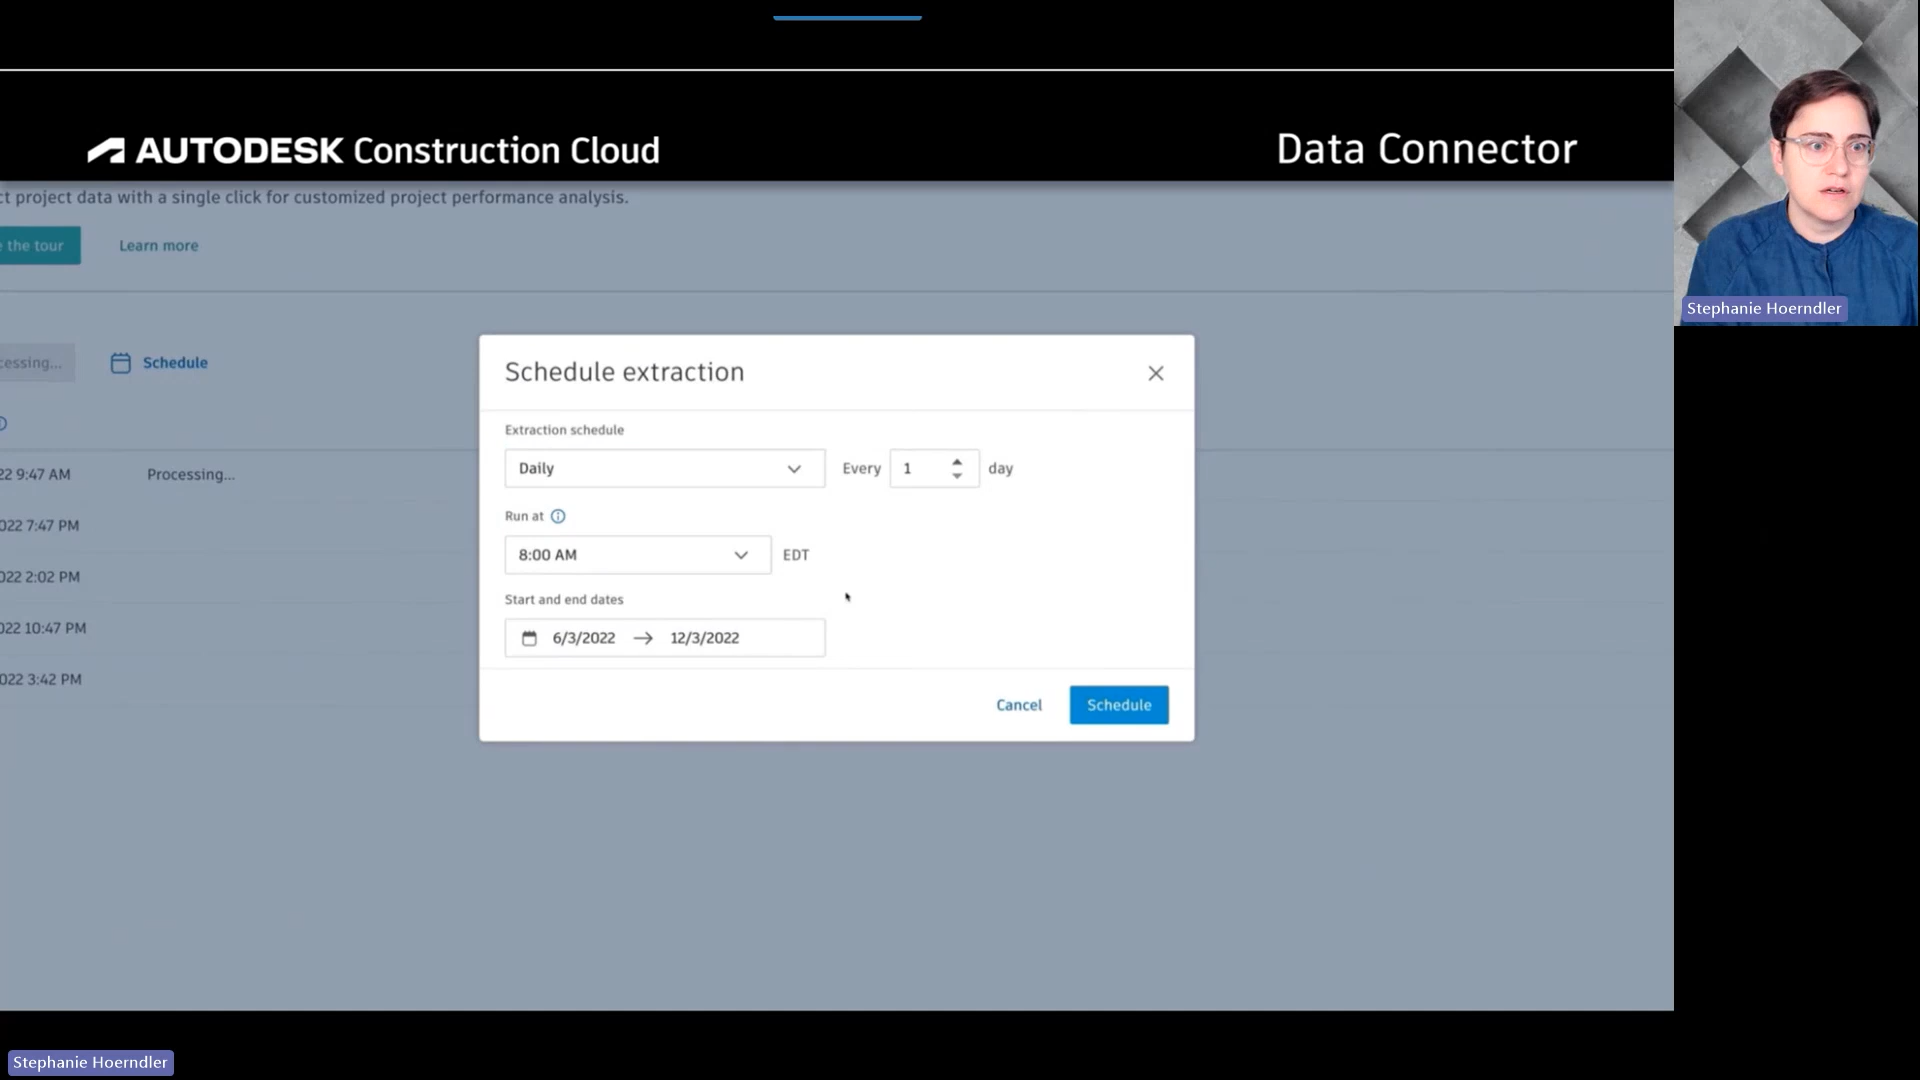 AUTODESK Construction Cloud
Data Connector
ct project data with a single click for customized project performance analysis.
e the tour
Learn more
Stephanie Hoerndler
Schedule extraction
Extraction schedule
cessing...
Schedule
Daily
Every 1 day
22 9:47 AM
Processing...
Run at
022 7:47 PM
8:00 AM
EDT
022 2:02 PM
Start and end dates
022 10:47 PM
6/3/2022 → 12/3/2022
022 3:42 PM
Cancel
Schedule
Stephanie Hoerndler